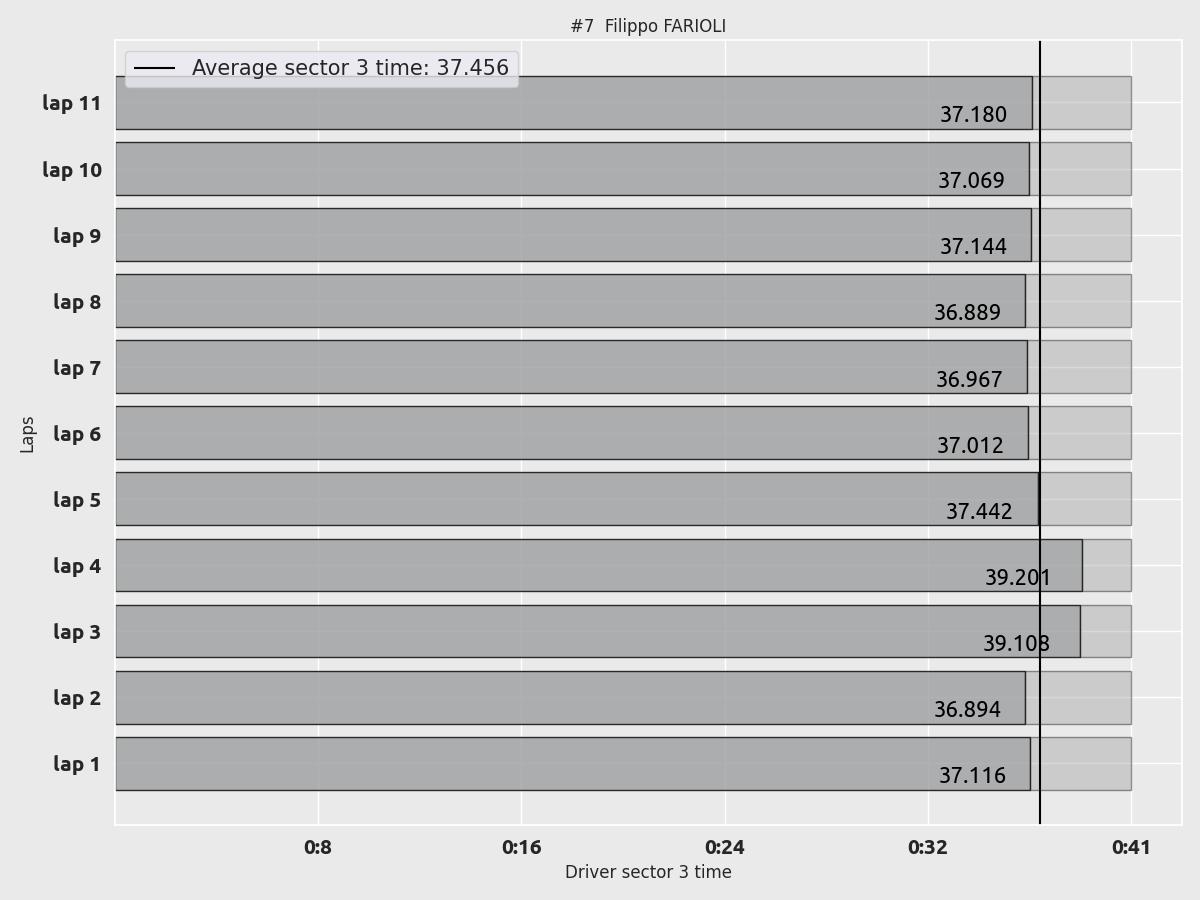 #7  Filippo FARIOLI
Average sector 3 time: 37.456
lap 11 37.180
lap 10 37.069
lap 9 37.144
lap 8 36.889
lap 7 36.967
lap 6 37.012
lap 5 37.442
lap 4 39.201
lap 3 39.108
lap 2 36.894
lap 1 37.116
Laps
0:8 0:16 0:24 0:32 0:41
Driver sector 3 time